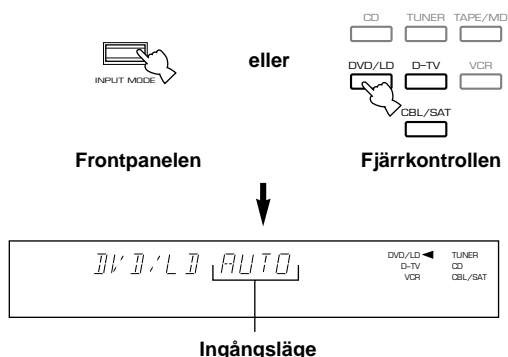 CD TUNER TAPE/MD
INPUT MODE
eller
DVD/LD D-TV VCR
CBL/SAT
Frontpanelen
Fjärrkontrollen
DVD/LD AUTO
DVD/LD TUNER
D-TV CD
VCR CBL/SAT
Ingångsläge